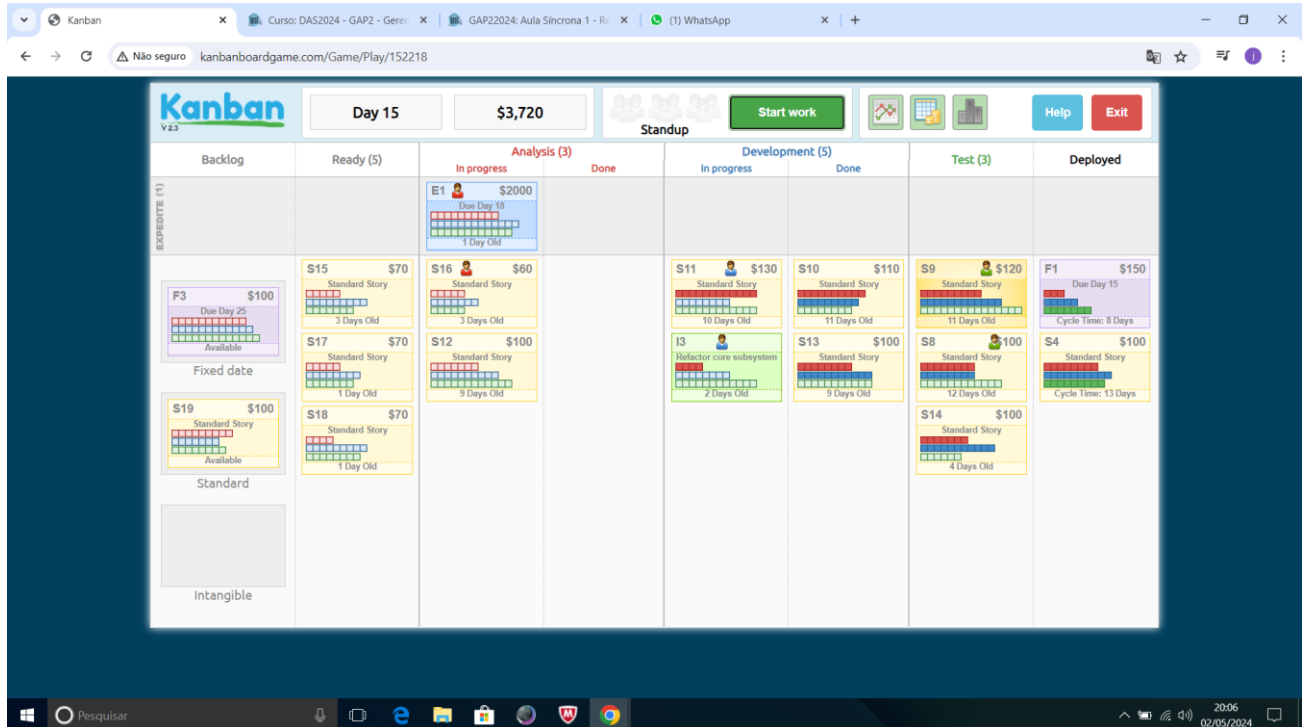 Kanban
Curso: DAS2024 - GAP2 - Geren
GAP22024: Aula Síncrona 1 - Re
(1) WhatsApp
Não seguro
kanbanboardgame.com/Game/Play/152218
j
Kanban
V 2.3
Day 15
$3,720
Standup
Start work
Help
Exit
Backlog
Ready (5)
Analysis (3)
In progress
Done
Development (5)
In progress
Done
Test (3)
Deployed
EXPEDITE (1)
E1 $2000
Due Day 18
1 Day Old
F3 $100
Due Day 25
Available
Fixed date
S19 $100
Standard Story
Available
Standard
Intangible
S15 $70
Standard Story
3 Days Old
S17 $70
Standard Story
1 Day Old
S18 $70
Standard Story
1 Day Old
S16 $60
Standard Story
3 Days Old
S12 $100
Standard Story
9 Days Old
S11 $130
Standard Story
10 Days Old
I3
Refactor core subsystem
2 Days Old
S10 $110
Standard Story
11 Days Old
S13 $100
Standard Story
9 Days Old
S9 $120
Standard Story
11 Days Old
S8 $100
Standard Story
12 Days Old
S14 $100
Standard Story
4 Days Old
F1 $150
Due Day 15
Cycle Time: 8 Days
S4 $100
Standard Story
Cycle Time: 13 Days
Pesquisar
20:06
02/05/2024